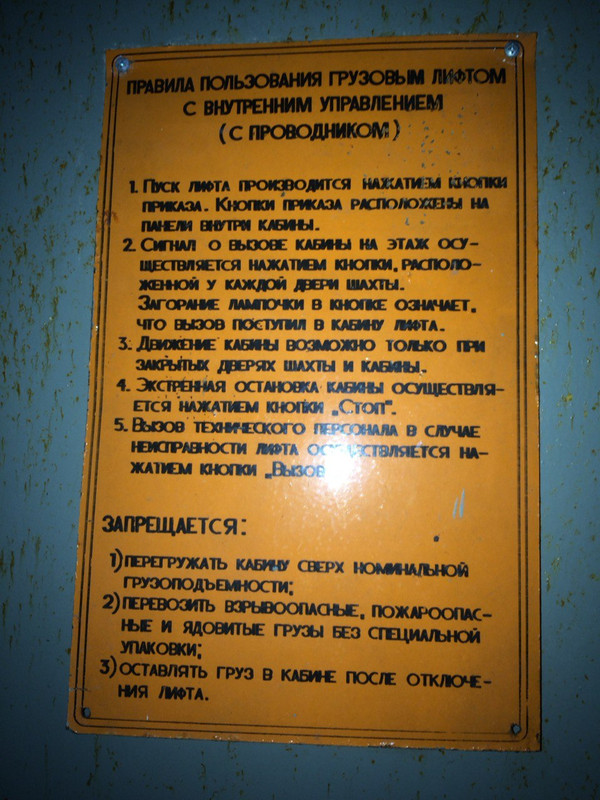 ПРАВИЛА ПОЛЬЗОВАНИЯ ГРУЗОВЫМ ЛИФТОМ
С ВНУТРЕННИМ УПРАВЛЕНИЕМ
(С ПРОВОДНИКОМ)
1. ПУСК ЛИФТА ПРОИЗВОДИТСЯ НАЖАТИЕМ КНОПКИ
ПРИКАЗА. КНОПКИ ПРИКАЗА РАСПОЛОЖЕНЫ НА
ПАНЕЛИ ВНУТРИ КАБИНЫ.
2. СИГНАЛ О ВЫЗОВЕ КАБИНЫ НА ЭТАЖ ОСУ-
ЩЕСТВЛЯЕТСЯ НАЖАТИЕМ КНОПКИ, РАСПОЛО-
ЖЕННОЙ У КАЖДОЙ ДВЕРИ ШАХТЫ.
ЗАГОРАНИЕ ЛАМПОЧКИ В КНОПКЕ ОЗНАЧАЕТ,
ЧТО ВЫЗОВ ПОСТУПИЛ В КАБИНУ ЛИФТА.
3. ДВИЖЕНИЕ КАБИНЫ ВОЗМОЖНО ТОЛЬКО ПРИ
ЗАКРЫТЫХ ДВЕРЯХ ШАХТЫ И КАБИНЫ.
4. ЭКСТРЕННАЯ ОСТАНОВКА КАБИНЫ ОСУЩЕСТВЛЯ-
ЕТСЯ НАЖАТИЕМ КНОПКИ „СТОП".
5. ВЫЗОВ ТЕХНИЧЕСКОГО ПЕРСОНАЛА В СЛУЧАЕ
НЕИСПРАВНОСТИ ЛИФТА ОСУЩЕСТВЛЯЕТСЯ НА-
ЖАТИЕМ КНОПКИ „ВЫЗОВ
ЗАПРЕЩАЕТСЯ:
1) ПЕРЕГРУЖАТЬ КАБИНУ СВЕРХ НОМИНАЛЬНОЙ
ГРУЗОПОДЪЕМНОСТИ;
2) ПЕРЕВОЗИТЬ ВЗРЫВООПАСНЫЕ, ПОЖАРООПАС-
НЫЕ И ЯДОВИТЫЕ ГРУЗЫ БЕЗ СПЕЦИАЛЬНОЙ
УПАКОВКИ;
3) ОСТАВЛЯТЬ ГРУЗ В КАБИНЕ ПОСЛЕ ОТКЛЮЧЕ-
НИЯ ЛИФТА.